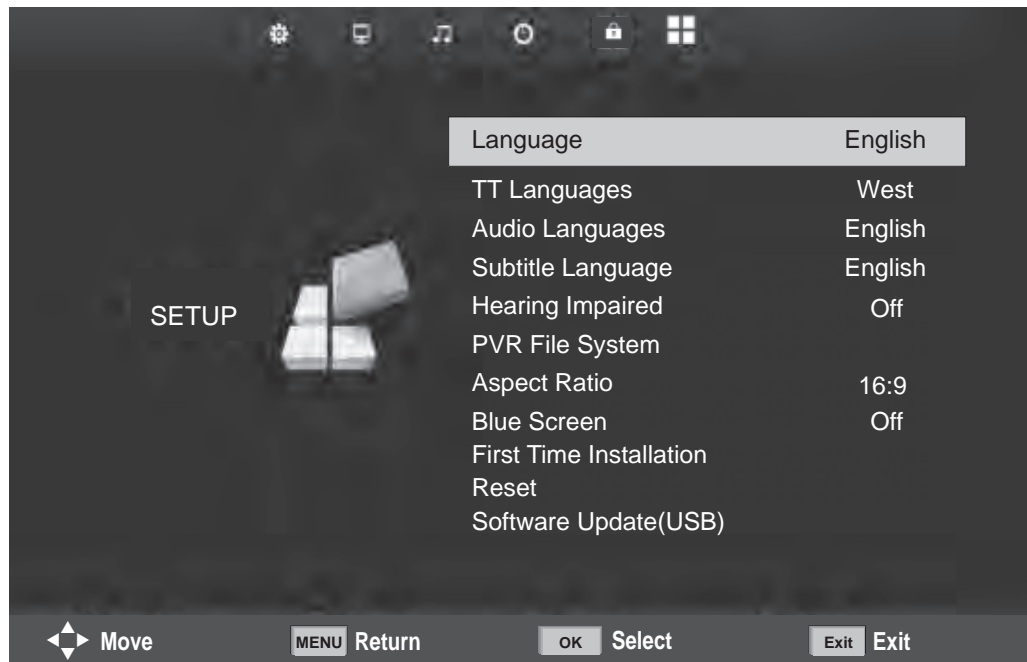 Language English
TT Languages West
Audio Languages English
Subtitle Language English
SETUP
Hearing Impaired Off
PVR File System
Aspect Ratio 16:9
Blue Screen Off
First Time Installation
Reset
Software Update(USB)
Move MENU Return OK Select Exit Exit